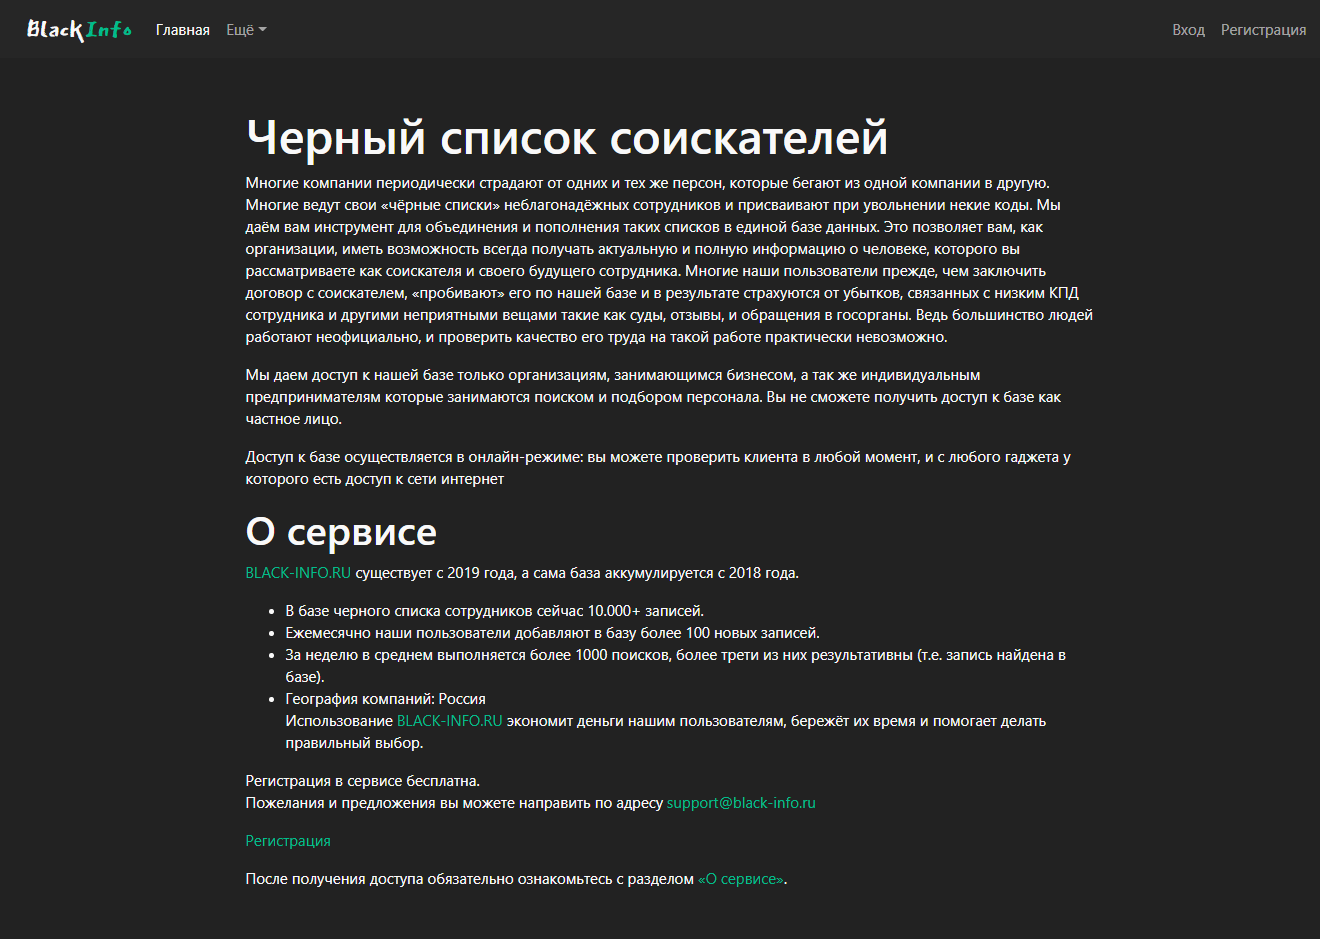 BlackInfo Главная Ещё Вход Регистрация
Черный список соискателей
Многие компании периодически страдают от одних и тех же персон, которые бегают из одной компании в другую.
Многие ведут свои «чёрные списки» неблагонадёжных сотрудников и присваивают при увольнении некие коды. Мы
даём вам инструмент для объединения и пополнения таких списков в единой базе данных. Это позволяет вам, как
организации, иметь возможность всегда получать актуальную и полную информацию о человеке, которого вы
рассматриваете как соискателя и своего будущего сотрудника. Многие наши пользователи прежде, чем заключить
договор с соискателем, «пробивают» его по нашей базе и в результате страхуются от убытков, связанных с низким КПД
сотрудника и другими неприятными вещами такие как суды, отзывы, и обращения в госорганы. Ведь большинство людей
работают неофициально, и проверить качество его труда на такой работе практически невозможно.
Мы даем доступ к нашей базе только организациям, занимающимся бизнесом, а так же индивидуальным
предпринимателям которые занимаются поиском и подбором персонала. Вы не сможете получить доступ к базе как
частное лицо.
Доступ к базе осуществляется в онлайн-режиме: вы можете проверить клиента в любой момент, и с любого гаджета у
которого есть доступ к сети интернет
О сервисе
BLACK-INFO.RU существует с 2019 года, а сама база аккумулируется с 2018 года.
• В базе черного списка сотрудников сейчас 10.000+ записей.
• Ежемесячно наши пользователи добавляют в базу более 100 новых записей.
• За неделю в среднем выполняется более 1000 поисков, более трети из них результативны (т.е. запись найдена в
базе).
• География компаний: Россия
Использование BLACK-INFO.RU экономит деньги нашим пользователям, бережёт их время и помогает делать
правильный выбор.
Регистрация в сервисе бесплатна.
Пожелания и предложения вы можете направить по адресу support@black-info.ru
Регистрация
После получения доступа обязательно ознакомьтесь с разделом «О сервисе».